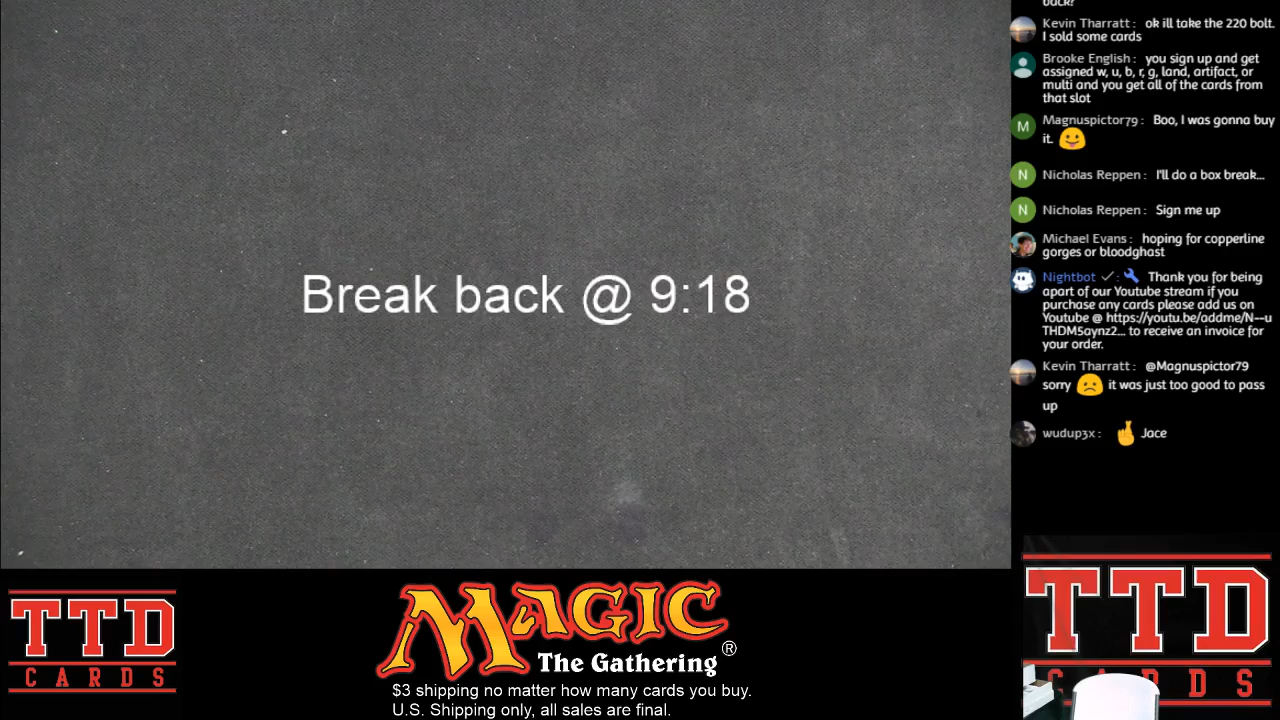 back?
Kevin Tharratt : ok ill take the 220 bolt.
I sold some cards
Brooke English : you sign up and get
assigned w, u, b, r, g, land, artifact, or
multi and you get all of the cards from
that slot
M Magnuspictor79 : Boo, I was gonna buy
it. 😛
N Nicholas Reppen : I'll do a box break...
N Nicholas Reppen : Sign me up
Michael Evans : hoping for copperline
gorges or bloodghast
Nightbot ✓ : 🔧 Thank you for being
apart of our Youtube stream if you
purchase any cards please add us on
Youtube @ https://youtu.be/addme/N--u
THDM5aynz2... to receive an invoice for
your order.
Kevin Tharratt : @Magnuspictor79
sorry ☹️ it was just too good to pass
up
wudup3x : 🤞 Jace
Break back @ 9:18
TTD
CARDS
MAGIC
The Gathering®
$3 shipping no matter how many cards you buy.
U.S. Shipping only, all sales are final.
TTD
C DS